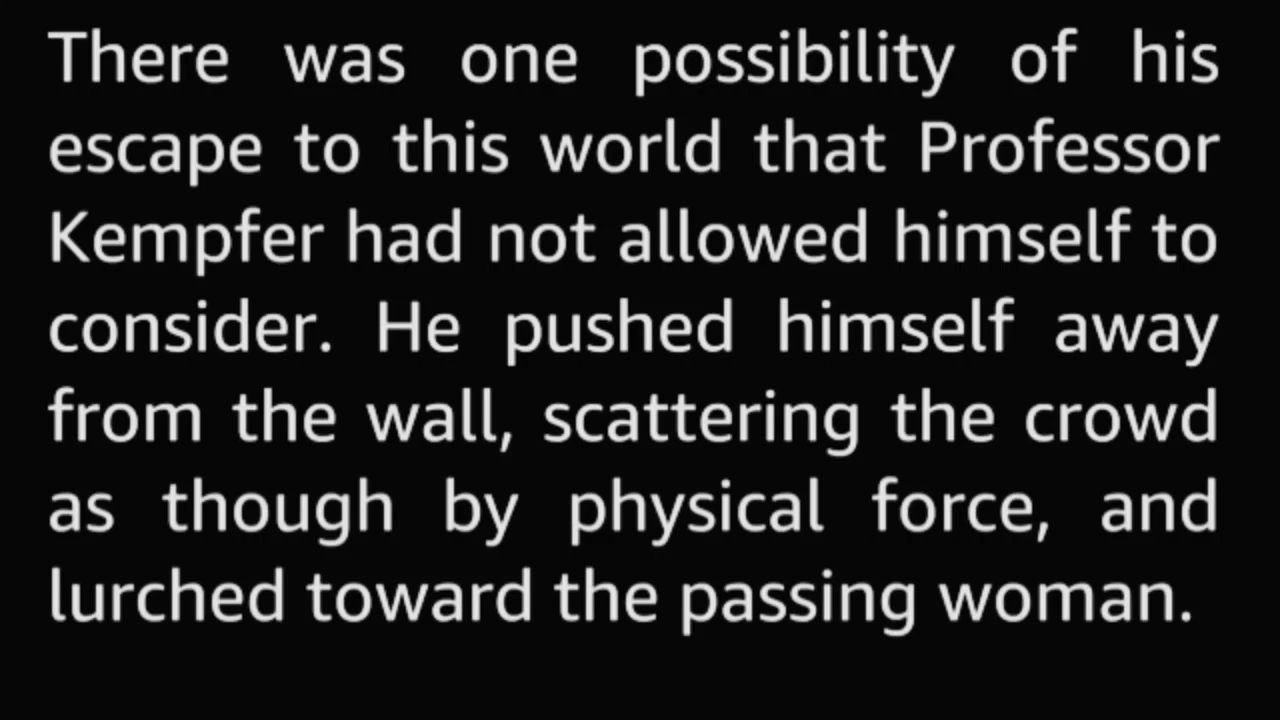 There was one possibility of his
escape to this world that Professor
Kempfer had not allowed himself to
consider. He pushed himself away
from the wall, scattering the crowd
as though by physical force, and
lurched toward the passing woman.